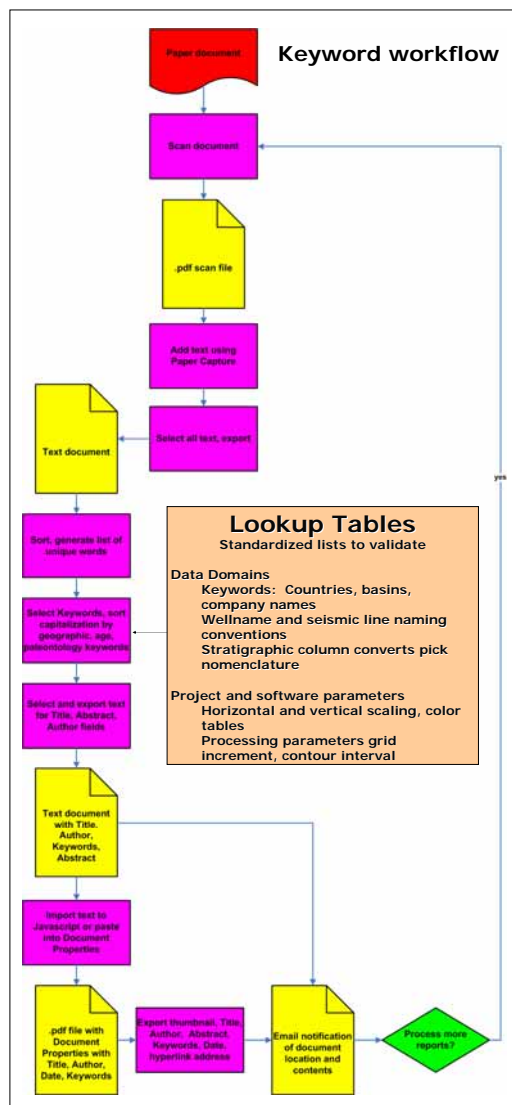 Keyword workflow
Paper document
Scan document
.pdf scan file
Add text using
Paper Capture
Select all text, export
Text document
yes
Sort, generate list of
unique words
Lookup Tables
Standardized lists to validate
Data Domains
Keywords: Countries, basins,
company names
Wellname and seismic line naming
conventions
Stratigraphic column converts pick
nomenclature
Project and software parameters
Horizontal and vertical scaling, color
tables
Processing parameters grid
increment, contour interval
Select Keywords, sort
capitalization by
geographic, age,
paleontology keywords
Select and export text
for Title, Abstract,
Author fields
Text document
with Title.
Author,
Keywords,
Abstract
Import text to
Javascript or paste
into Document
Properties
.pdf file with
Document
Properties with
Title, Author,
Date, Keywords
Export thumbnail, Title,
Author, Abstract,
Keywords, Date,
hyperlink address
Email notification
of document
location and
contents
Process more
reports?